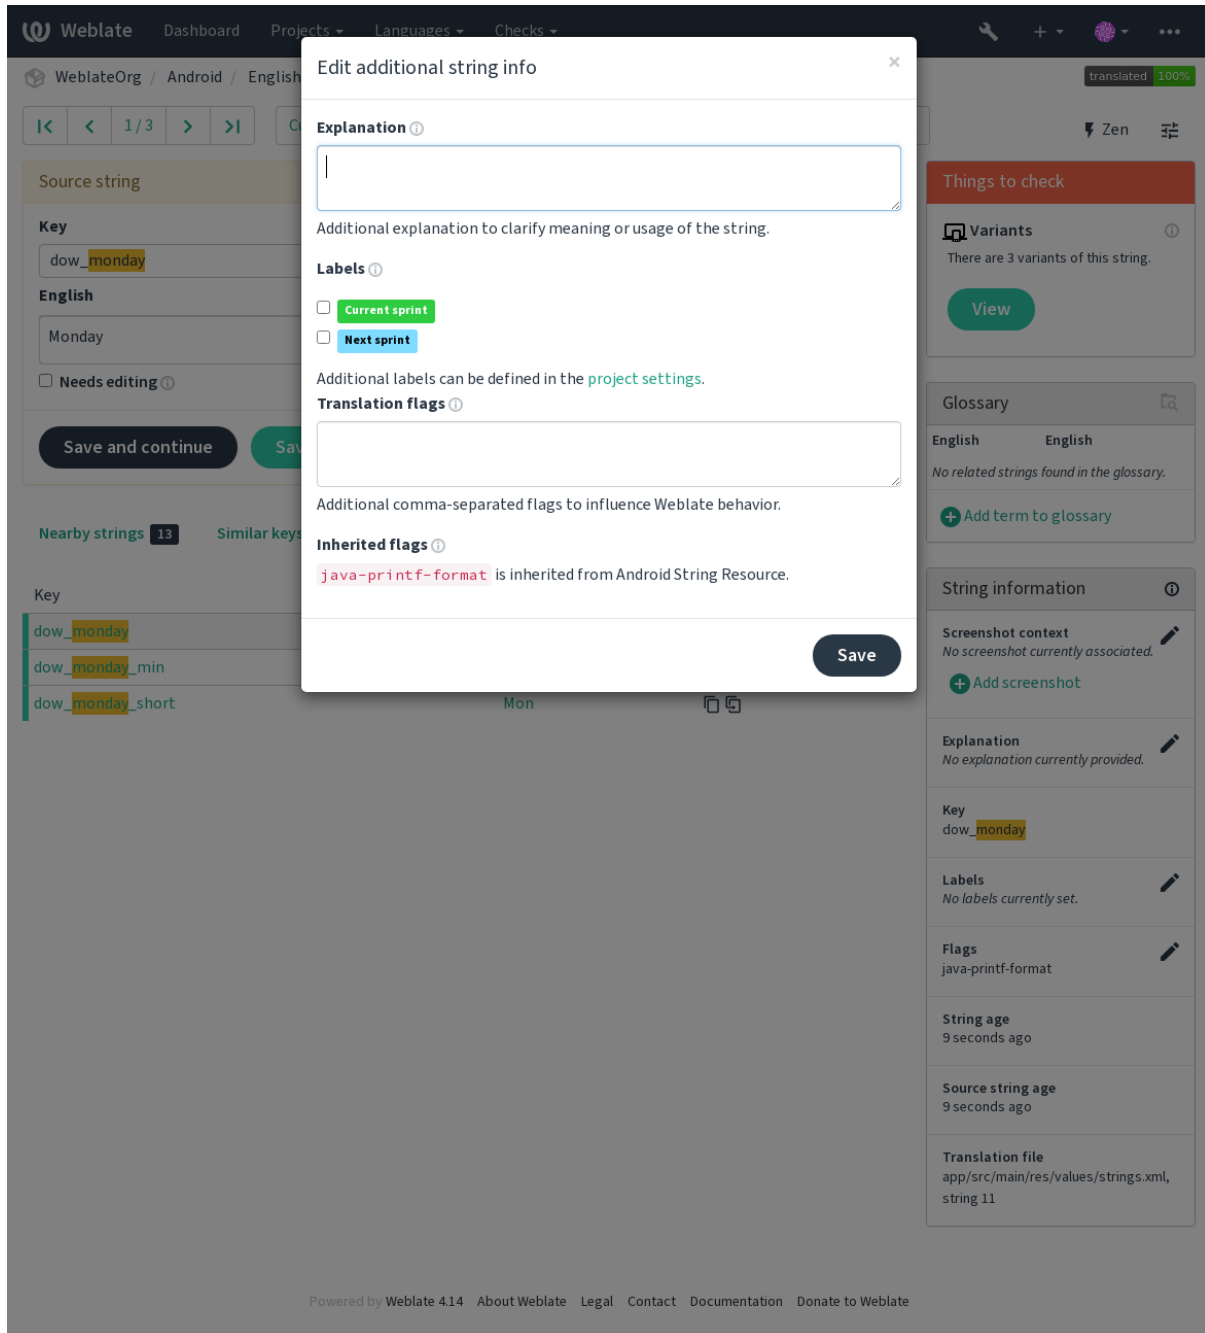 Weblate
Dashboard
Projects
Languages
Checks
WeblateOrg / Android / English
translated 100%
1 / 3
Zen
Edit additional string info
×
Explanation
Additional explanation to clarify meaning or usage of the string.
Labels
Current sprint
Next sprint
Additional labels can be defined in the project settings.
Translation flags
Additional comma-separated flags to influence Weblate behavior.
Inherited flags
java-printf-format is inherited from Android String Resource.
Save
Source string
Key
dow_monday
English
Monday
Needs editing
Save and continue
Nearby strings 13
Similar keys
Key
dow_monday
dow_monday_min
dow_monday_short
Mon
Things to check
Variants
There are 3 variants of this string.
View
Glossary
English English
No related strings found in the glossary.
Add term to glossary
String information
Screenshot context
No screenshot currently associated.
Add screenshot
Explanation
No explanation currently provided.
Key
dow_monday
Labels
No labels currently set.
Flags
java-printf-format
String age
9 seconds ago
Source string age
9 seconds ago
Translation file
app/src/main/res/values/strings.xml,
string 11
Powered by Weblate 4.14 About Weblate Legal Contact Documentation Donate to Weblate